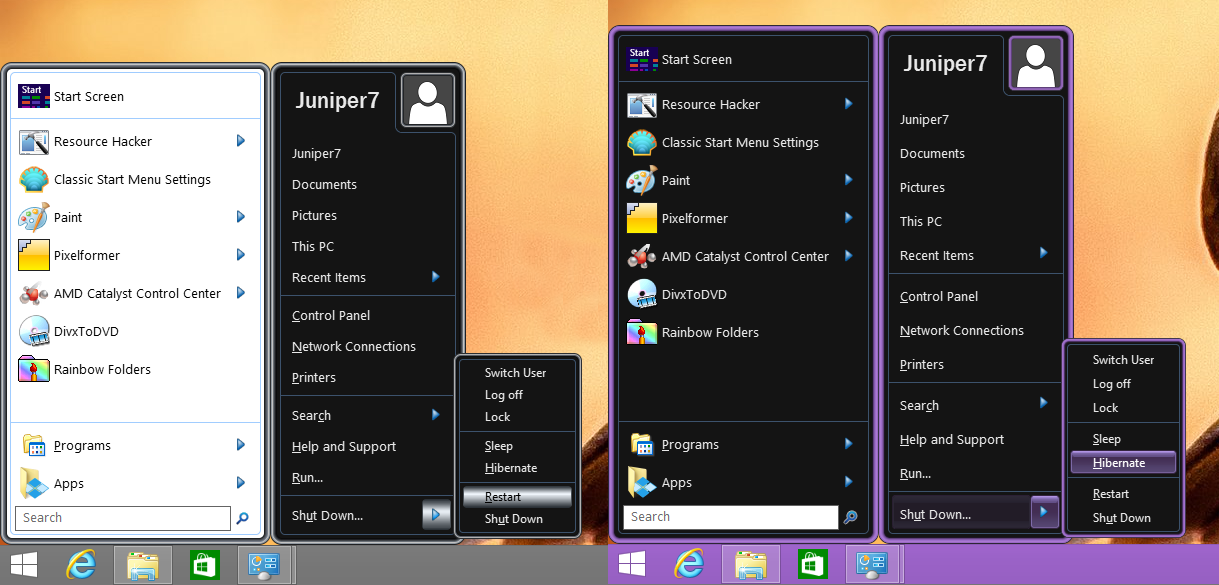 Start
Start Screen
Resource Hacker
Classic Start Menu Settings
Paint
Pixelformer
AMD Catalyst Control Center
DivxToDVD
Rainbow Folders
Programs
Apps
Search
Juniper7
Juniper7
Documents
Pictures
This PC
Recent Items
Control Panel
Network Connections
Printers
Search
Help and Support
Run...
Shut Down...
Switch User
Log off
Lock
Sleep
Hibernate
Restart
Shut Down
Start
Start Screen
Resource Hacker
Classic Start Menu Settings
Paint
Pixelformer
AMD Catalyst Control Center
DivxToDVD
Rainbow Folders
Programs
Apps
Search
Juniper7
Juniper7
Documents
Pictures
This PC
Recent Items
Control Panel
Network Connections
Printers
Search
Help and Support
Run...
Shut Down...
Switch User
Log off
Lock
Sleep
Hibernate
Restart
Shut Down